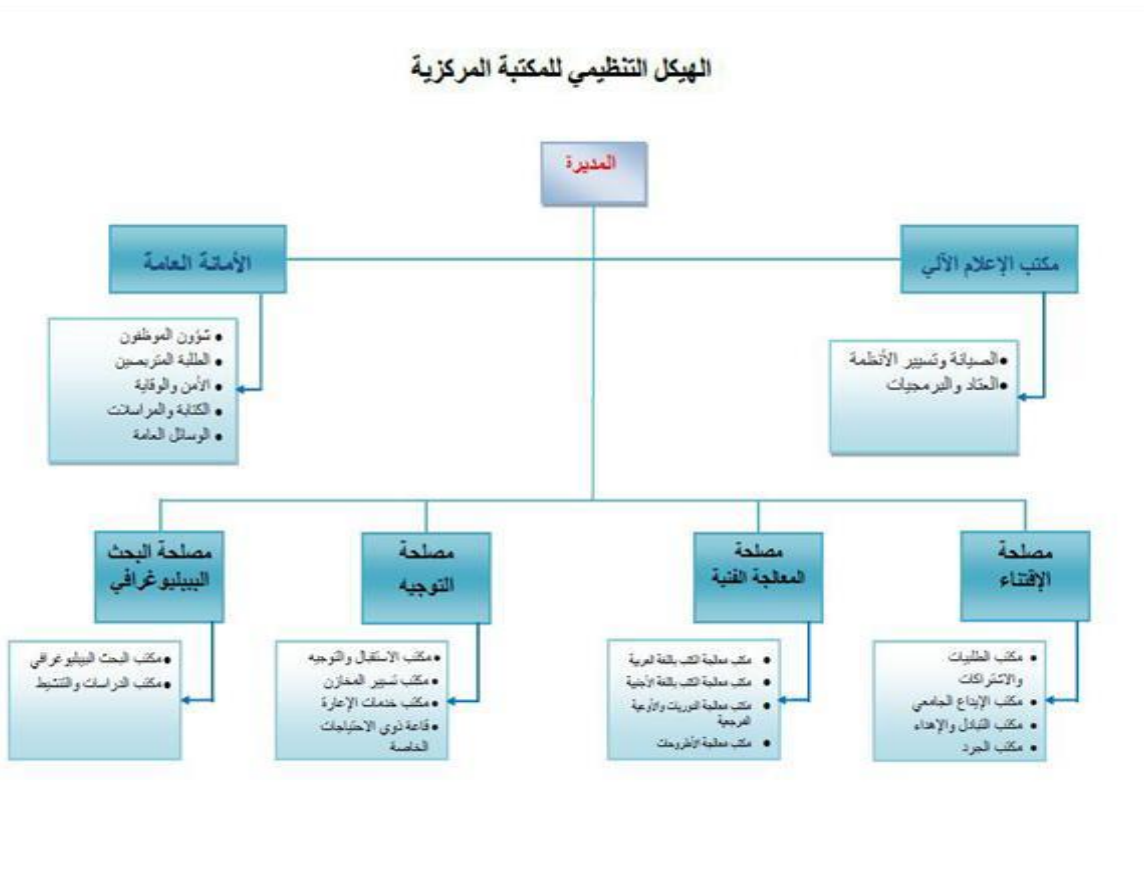 الهيكل التنظيمي للمكتبة المركزية
المديرة
مكتب الإعلام الآلي
الأمانة العامة
•الصيانة وتسيير الأنظمة
•العتاد والبرمجيات
• شؤون الموظفون
• الطلبة المتربصين
• الأمن والوقاية
• الكتابة والمراسلات
• الوسائل العامة
مصلحة
الإقتناء
مصلحة
المعالجة الفنية
مصلحة
التوجيه
مصلحة البحث
الببيليوغرافي
• مكتب الطلبيات
والاشتراكات
• مكتب الإيداع الجامعي
• مكتب التبادل والإهداء
• مكتب الجرد
• مكتب معالجة الكتب باللغة العربية
• مكتب معالجة الكتب باللغة الأجنبية
• مكتب معالجة الدوريات والأوعية
المرجعية
• مكتب معالجة الأطروحات
•مكتب الاستقبال والتوجيه
•مكتب تسيير المخازن
•مكتب خدمات الإعارة
•قاعة ذوي الاحتياجات
الخاصة
•مكتب البحث الببليوغرافي
•مكتب الدراسات والتنشيط